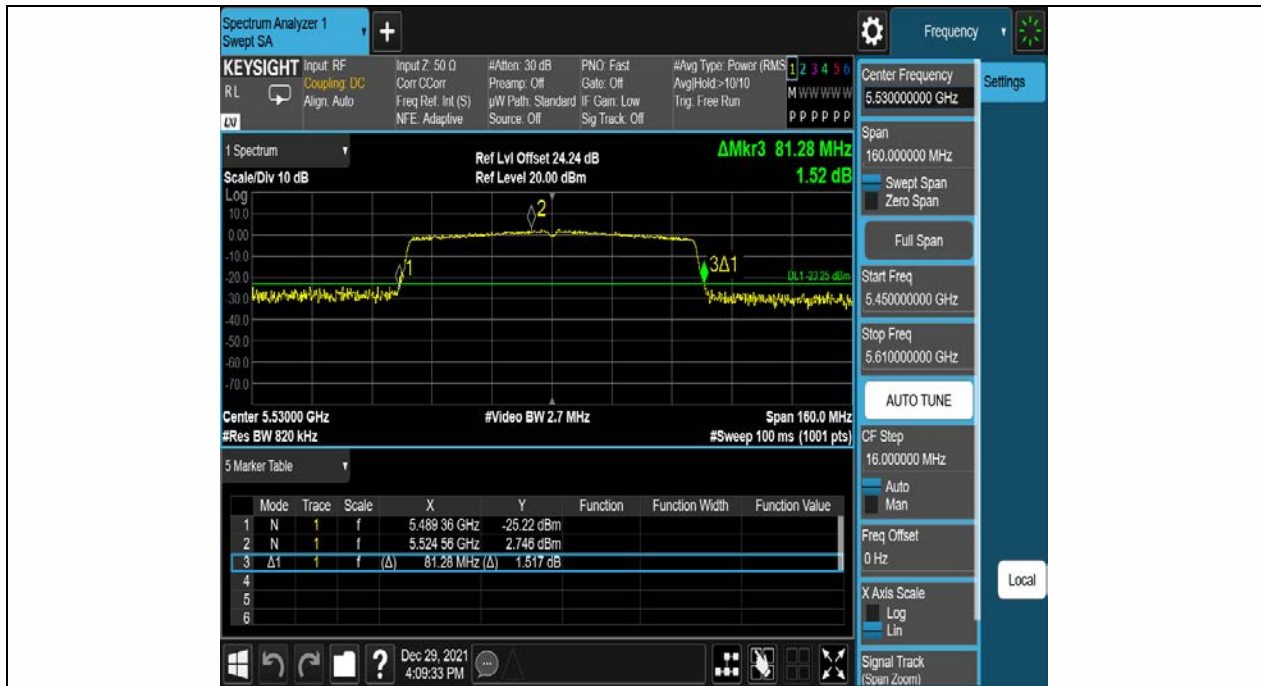 Spectrum Analyzer 1
Swept SA
+
Frequency
KEYSIGHT
RL
LXI
Input: RF
Coupling: DC
Align: Auto
Input Z: 50 Ω
Corr CCorr
Freq Ref: Int (S)
NFE: Adaptive
#Atten: 30 dB
Preamp: Off
µW Path: Standard
Source: Off
PNO: Fast
Gate: Off
IF Gain: Low
Sig Track: Off
#Avg Type: Power (RMS
Avg|Hold:>10/10
Trig: Free Run
1 2 3 4 5 6
M W W W W W
P P P P P P
1 Spectrum
Scale/Div 10 dB
Ref Lvl Offset 24.24 dB
Ref Level 20.00 dBm
ΔMkr3 81.28 MHz
1.52 dB
Log
10.0
0.00
-10.0
-20.0
-30.0
-40.0
-50.0
-60.0
-70.0
2
1
3Δ1
DL1 -23.25 dBm
Center 5.53000 GHz
#Res BW 820 kHz
#Video BW 2.7 MHz
Span 160.0 MHz
#Sweep 100 ms (1001 pts)
5 Marker Table
Mode Trace Scale X Y Function Function Width Function Value
1 N 1 f 5.489 36 GHz -25.22 dBm
2 N 1 f 5.524 56 GHz 2.746 dBm
3 Δ1 1 f (Δ) 81.28 MHz (Δ) 1.517 dB
4
5
6
?
Dec 29, 2021
4:09:33 PM
Center Frequency
5.530000000 GHz
Settings
Span
160.000000 MHz
Swept Span
Zero Span
Full Span
Start Freq
5.450000000 GHz
Stop Freq
5.610000000 GHz
AUTO TUNE
CF Step
16.000000 MHz
Auto
Man
Freq Offset
0 Hz
X Axis Scale
Log
Lin
Local
Signal Track
(Span Zoom)